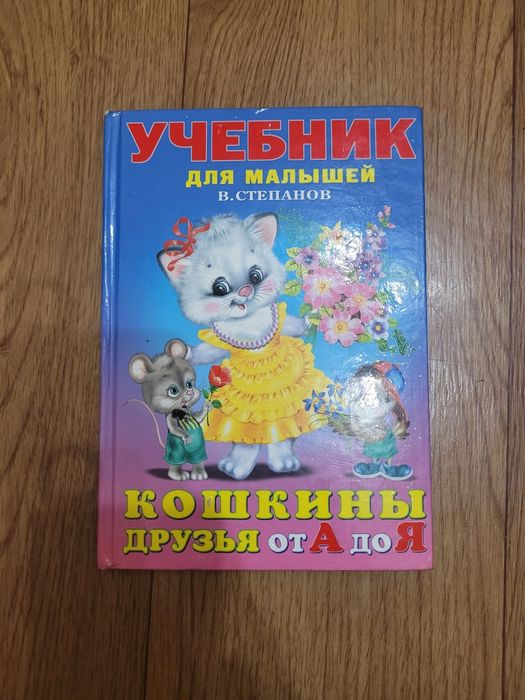 УЧЕБНИК
ДЛЯ МАЛЫШЕЙ
В.СТЕПАНОВ
КОШКИНЫ
ДРУЗЬЯ ОТ А ДО Я